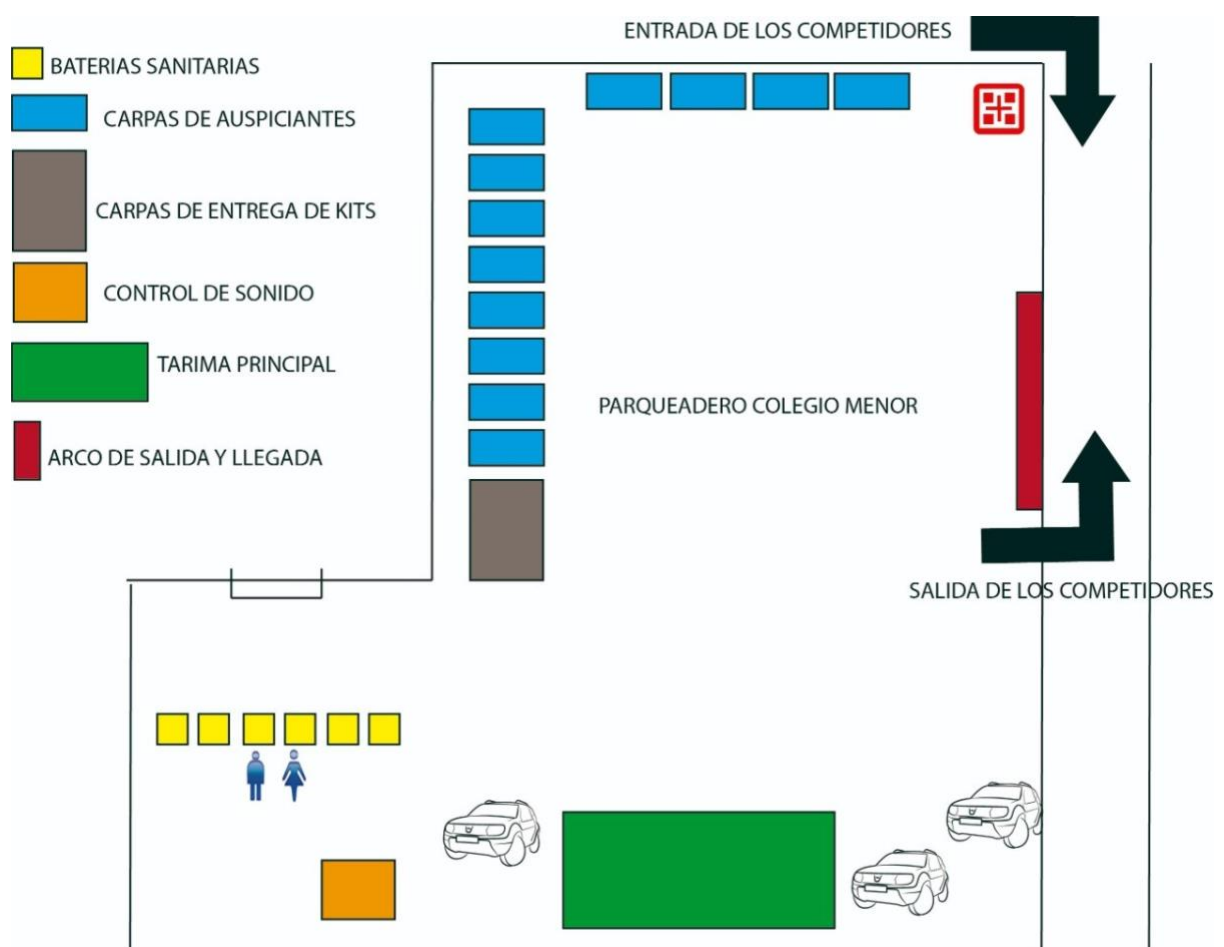 ENTRADA DE LOS COMPETIDORES
BATERIAS SANITARIAS
CARPAS DE AUSPICIANTES
CARPAS DE ENTREGA DE KITS
CONTROL DE SONIDO
TARIMA PRINCIPAL
PARQUEADERO COLEGIO MENOR
ARCO DE SALIDA Y LLEGADA
SALIDA DE LOS COMPETIDORES